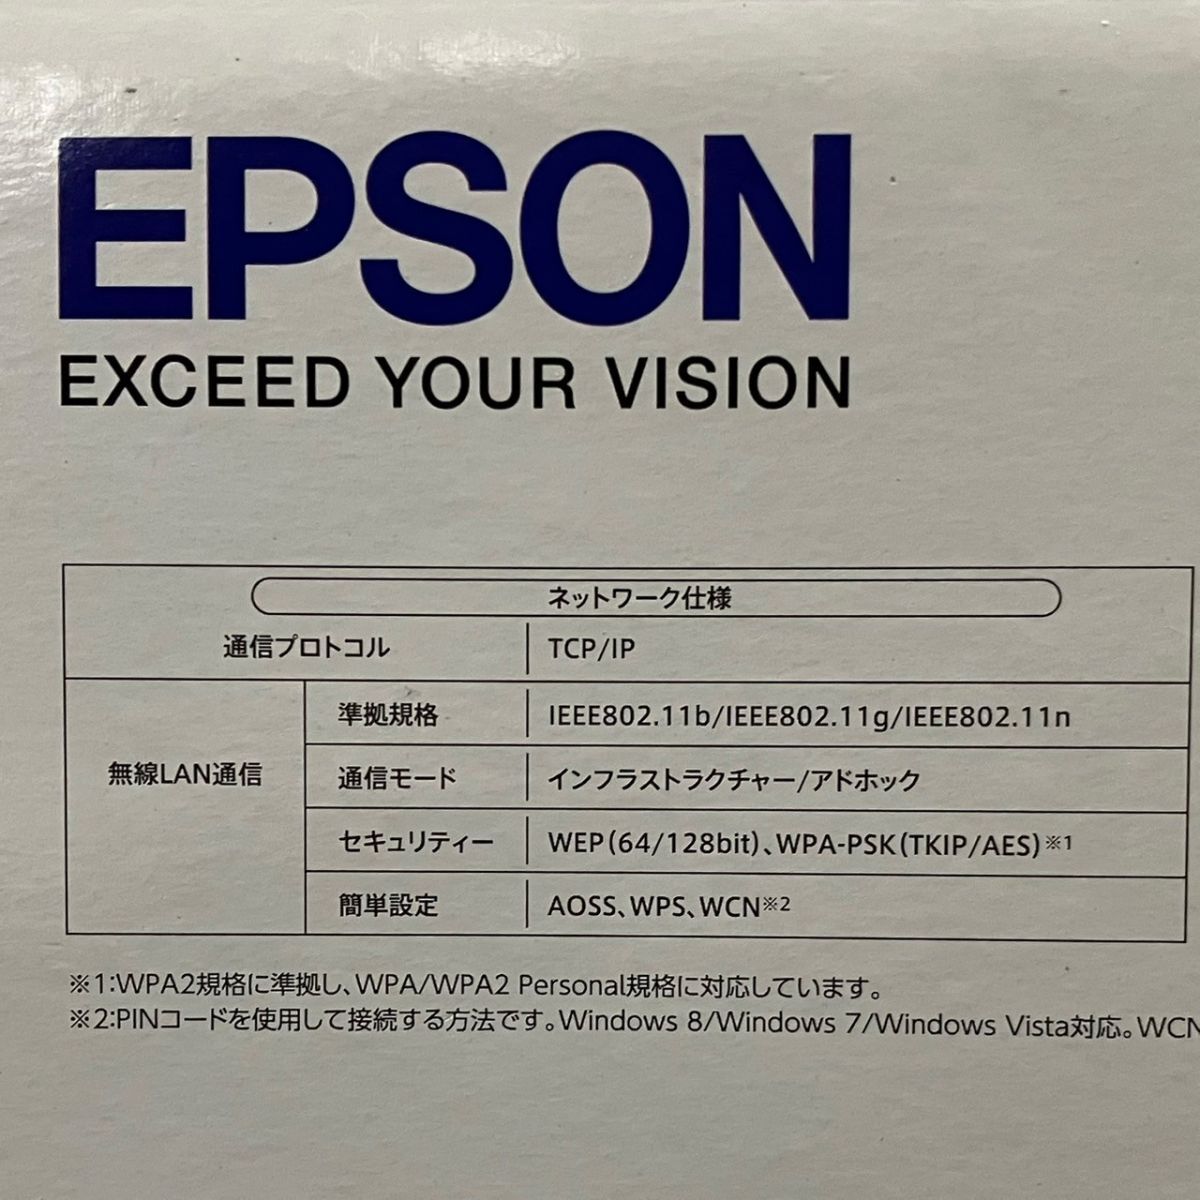 EPSON
EXCEED YOUR VISION
ネットワーク仕様
通信プロトコル TCP/IP
準拠規格 IEEE802.11b/IEEE802.11g/IEEE802.11n
無線LAN通信
通信モード インフラストラクチャー/アドホック
セキュリティー WEP(64/128bit)、WPA-PSK(TKIP/AES)※1
簡単設定 AOSS、WPS、WCN※2
※1:WPA2規格に準拠し、WPA/WPA2 Personal規格に対応しています。
※2:PINコードを使用して接続する方法です。Windows 8/Windows 7/Windows Vista対応。WCN